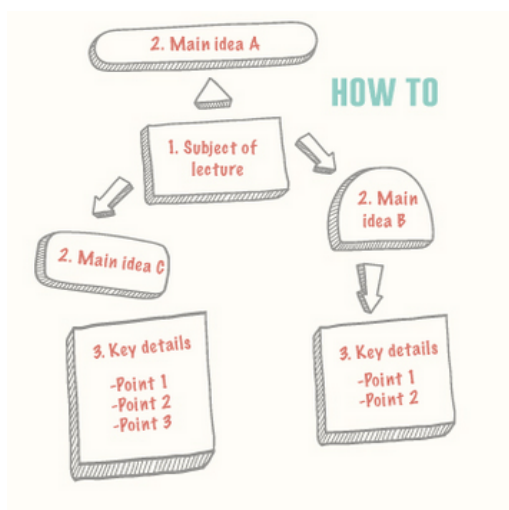 2. Main idea A
HOW TO
1. Subject of
lecture
2. Main
idea B
2. Main idea C
3. Key details
-Point 1
-Point 2
-Point 3
3. Key details
-Point 1
-Point 2